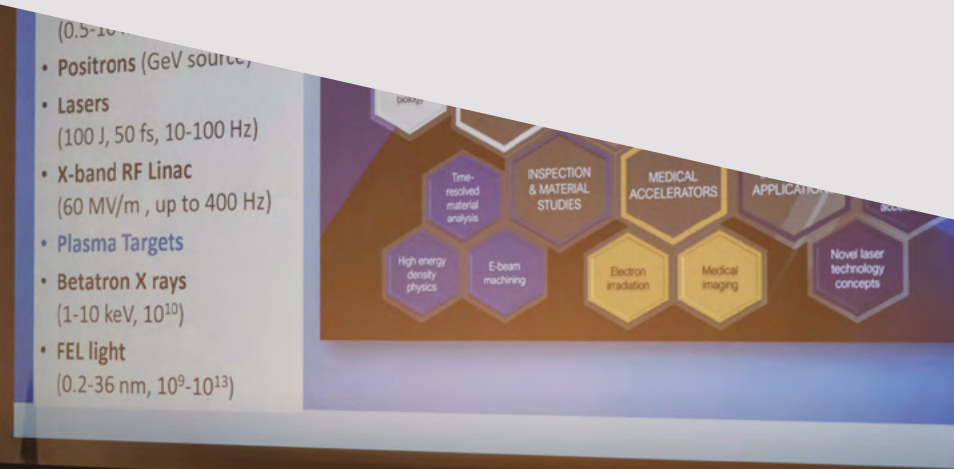 (0.5-10
• Positrons (GeV source)
• Lasers
(100 J, 50 fs, 10-100 Hz)
• X-band RF Linac
(60 MV/m , up to 400 Hz)
• Plasma Targets
• Betatron X rays
(1-10 keV, 10¹⁰)
• FEL light
(0.2-36 nm, 10⁹-10¹³)
biology
Time-
resolved
material
analysis
INSPECTION
& MATERIAL
STUDIES
MEDICAL
ACCELERATORS
APPLICATION
High energy
density
physics
E-beam
machining
Electron
irradiation
Medical
imaging
Novel laser
technology
concepts